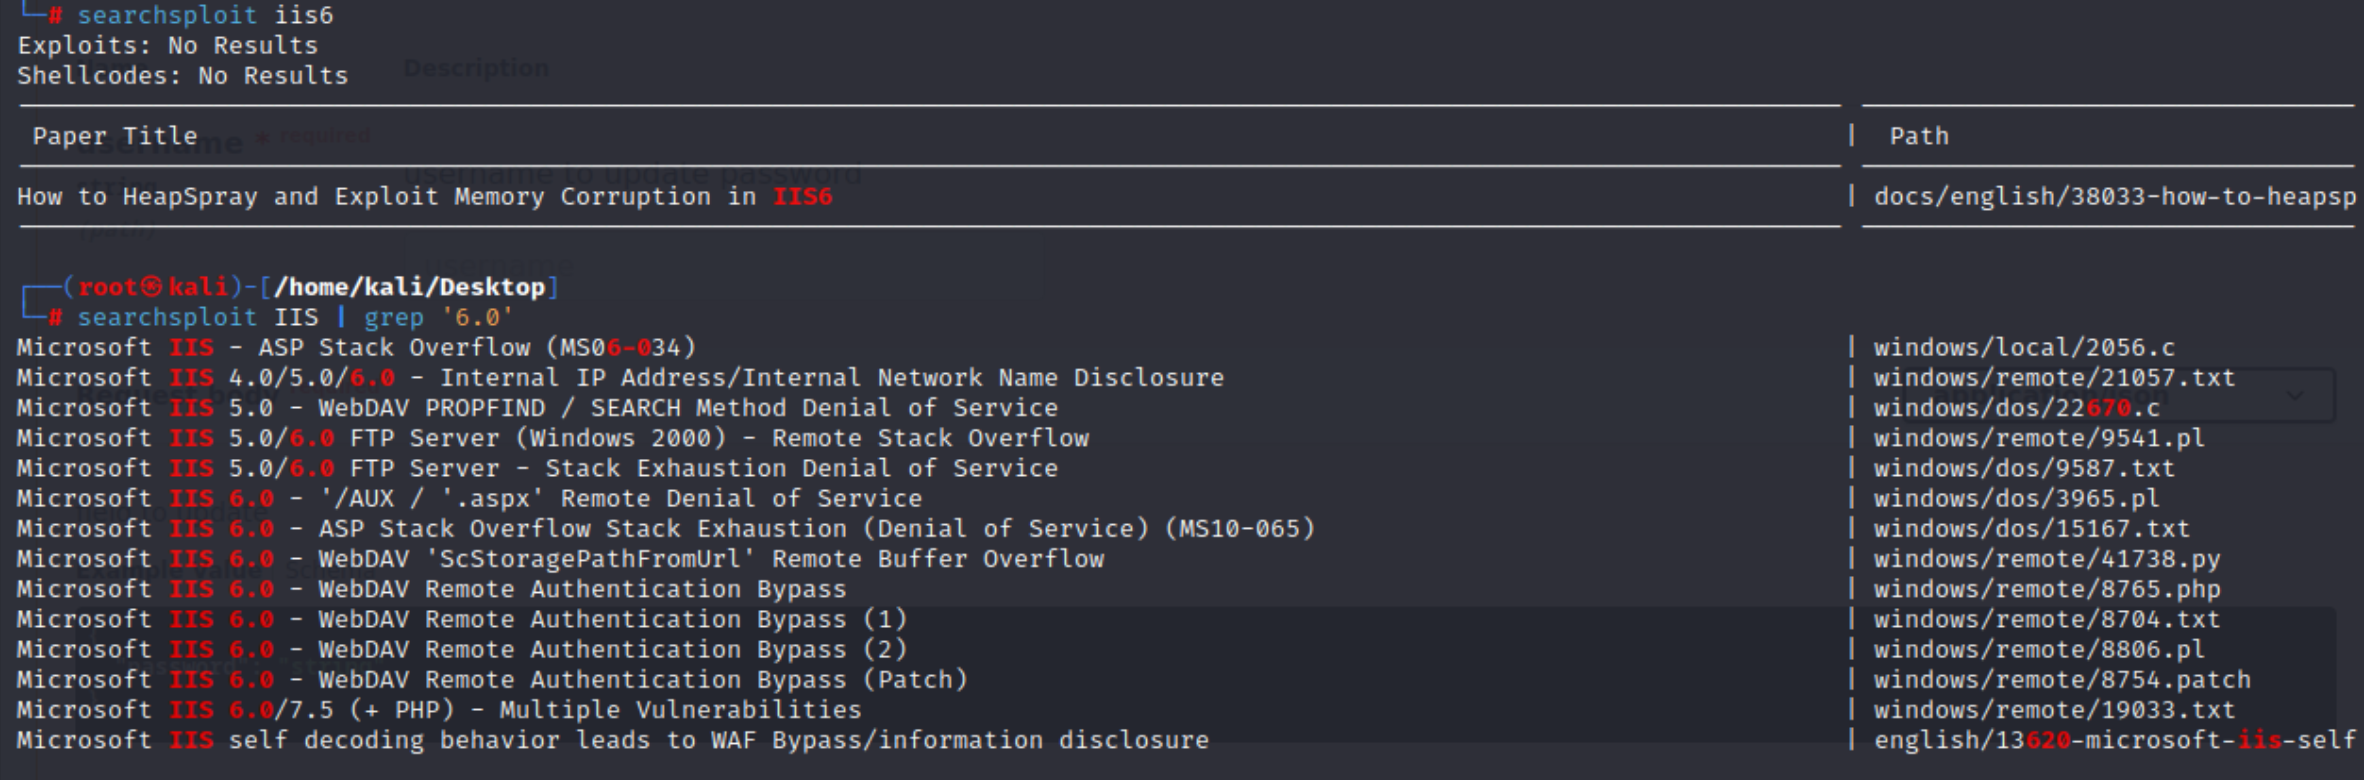 └─# searchsploit iis6
Exploits: No Results
Shellcodes: No Results
Description
Paper Title | Path
username * required
username to update password
string
How to HeapSpray and Exploit Memory Corruption in IIS6 | docs/english/38033-how-to-heapsp
(path)
username
┌──(root㉿kali)-[/home/kali/Desktop]
└─# searchsploit IIS | grep '6.0'
Microsoft IIS - ASP Stack Overflow (MS06-034) | windows/local/2056.c
Microsoft IIS 4.0/5.0/6.0 - Internal IP Address/Internal Network Name Disclosure | windows/remote/21057.txt
Microsoft IIS 5.0 - WebDAV PROPFIND / SEARCH Method Denial of Service | windows/dos/22670.c
Microsoft IIS 5.0/6.0 FTP Server (Windows 2000) - Remote Stack Overflow | windows/remote/9541.pl
Microsoft IIS 5.0/6.0 FTP Server - Stack Exhaustion Denial of Service | windows/dos/9587.txt
Microsoft IIS 6.0 - '/AUX / '.aspx' Remote Denial of Service | windows/dos/3965.pl
Microsoft IIS 6.0 - ASP Stack Overflow Stack Exhaustion (Denial of Service) (MS10-065) | windows/dos/15167.txt
Microsoft IIS 6.0 - WebDAV 'ScStoragePathFromUrl' Remote Buffer Overflow | windows/remote/41738.py
Microsoft IIS 6.0 - WebDAV Remote Authentication Bypass | windows/remote/8765.php
Microsoft IIS 6.0 - WebDAV Remote Authentication Bypass (1) | windows/remote/8704.txt
Microsoft IIS 6.0 - WebDAV Remote Authentication Bypass (2) | windows/remote/8806.pl
Microsoft IIS 6.0 - WebDAV Remote Authentication Bypass (Patch) | windows/remote/8754.patch
Microsoft IIS 6.0/7.5 (+ PHP) - Multiple Vulnerabilities | windows/remote/19033.txt
Microsoft IIS self decoding behavior leads to WAF Bypass/information disclosure | english/13620-microsoft-iis-self